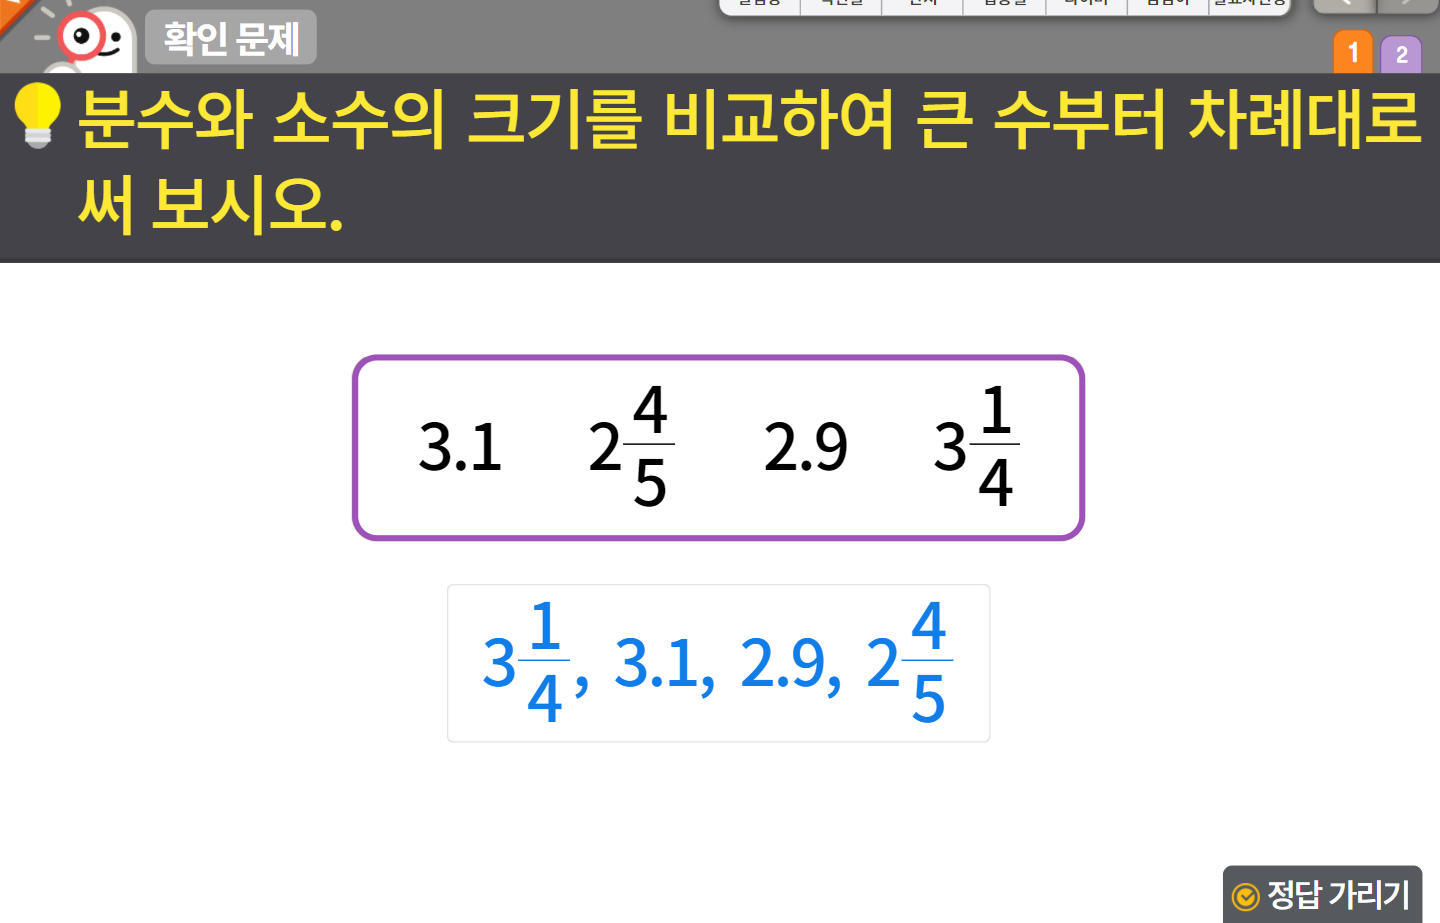 확인 문제
1 2
분수와 소수의 크기를 비교하여 큰 수부터 차례대로
써 보시오.
3.1 2 4/5 2.9 3 1/4
3 1/4, 3.1, 2.9, 2 4/5
정답 가리기